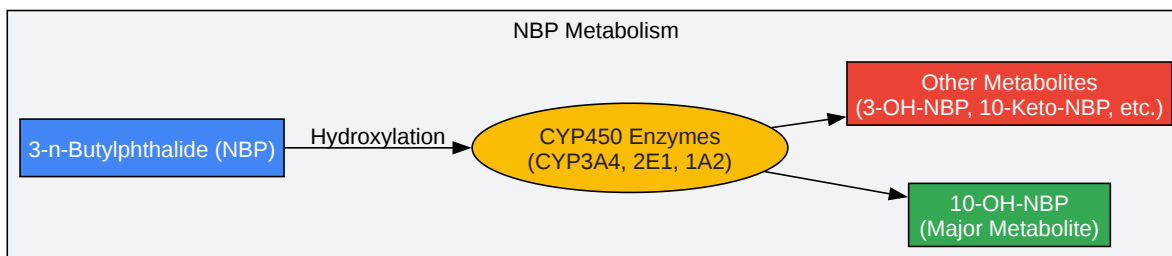 NBP Metabolism
3-n-Butylphthalide (NBP)
Hydroxylation
CYP450 Enzymes
(CYP3A4, 2E1, 1A2)
Other Metabolites
(3-OH-NBP, 10-Keto-NBP, etc.)
10-OH-NBP
(Major Metabolite)